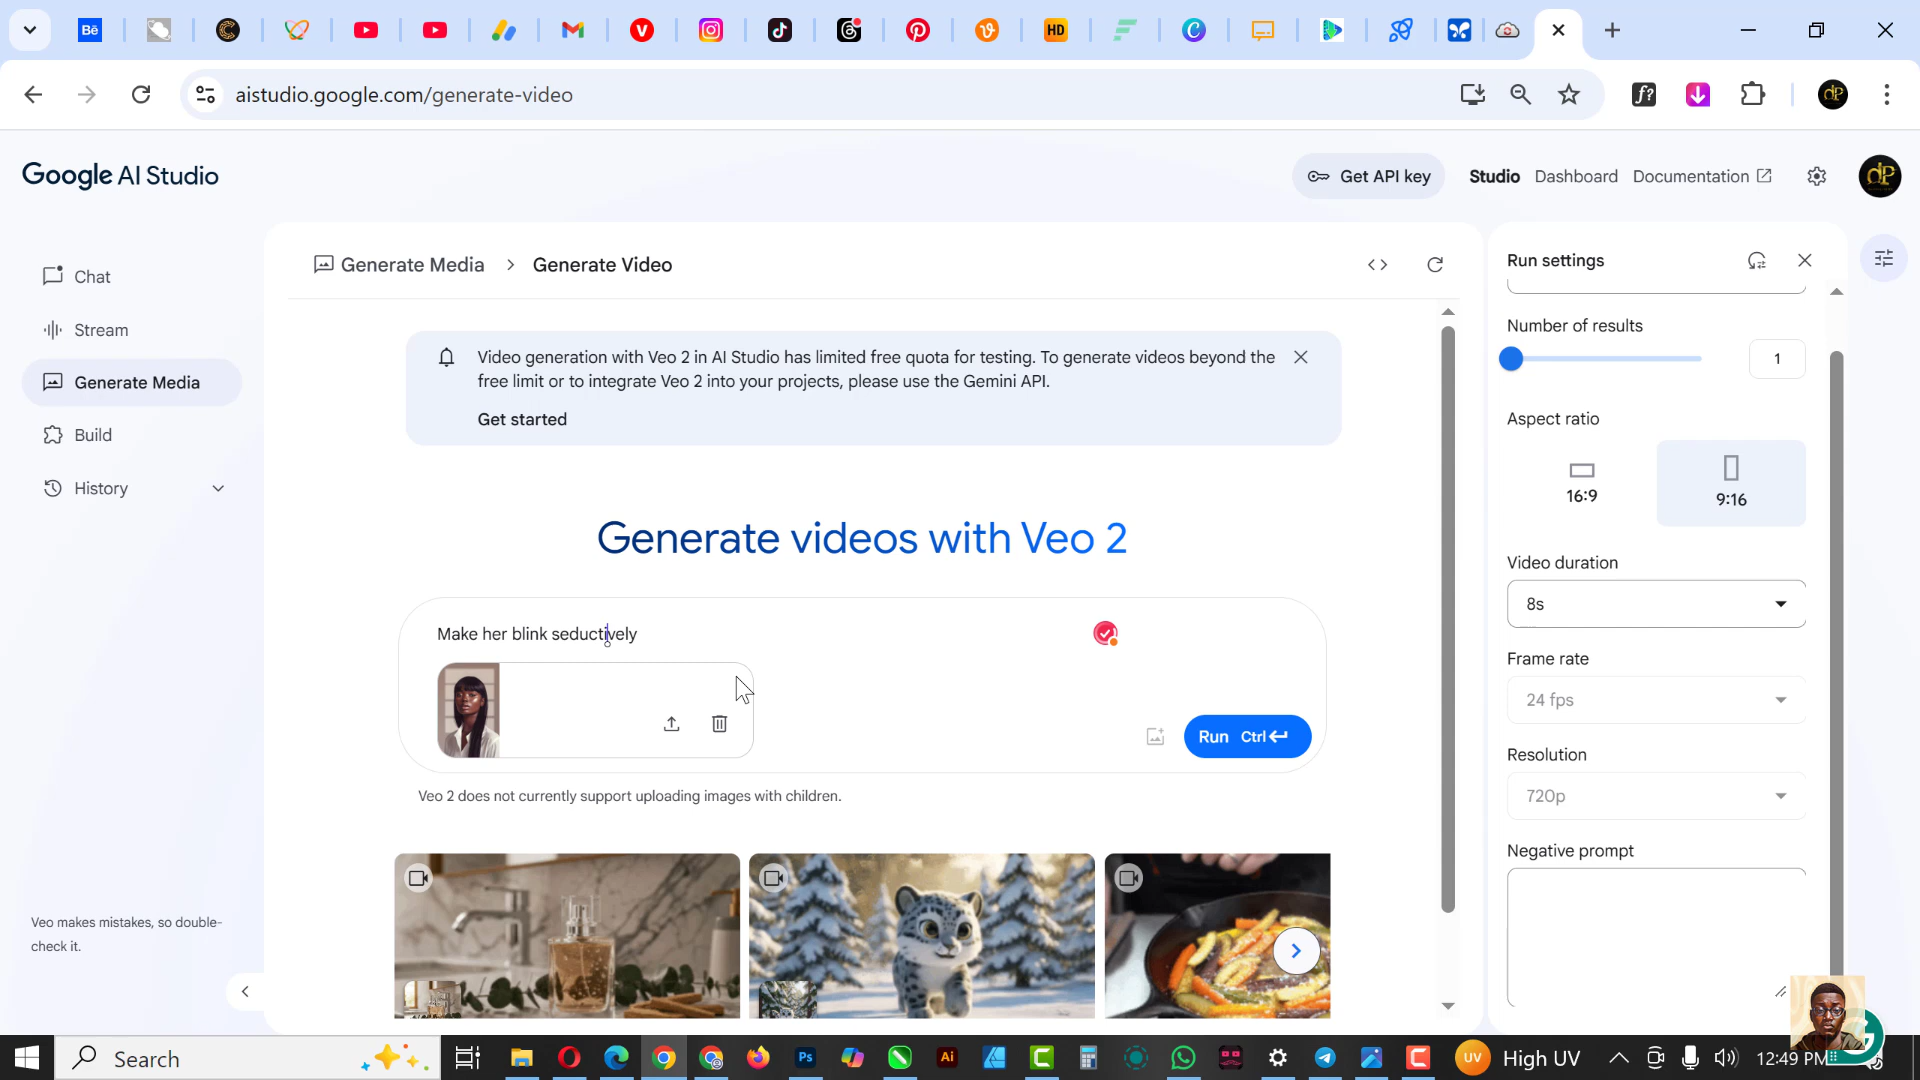 aistudio.google.com/generate-video
Google AI Studio
Get API key
Studio
Dashboard
Documentation
Chat
Stream
Generate Media
Build
History
Generate Media > Generate Video
Video generation with Veo 2 in AI Studio has limited free quota for testing. To generate videos beyond the
free limit or to integrate Veo 2 into your projects, please use the Gemini API.
Get started
Generate videos with Veo 2
Make her blink seductively
Run Ctrl
Veo 2 does not currently support uploading images with children.
Run settings
Number of results
1
Aspect ratio
16:9
9:16
Video duration
8s
Frame rate
24 fps
Resolution
720p
Negative prompt
Veo makes mistakes, so double-
check it.
Search
UV
High UV
12:49 PM
Bē
HD
dP
dP
Ps
Ai